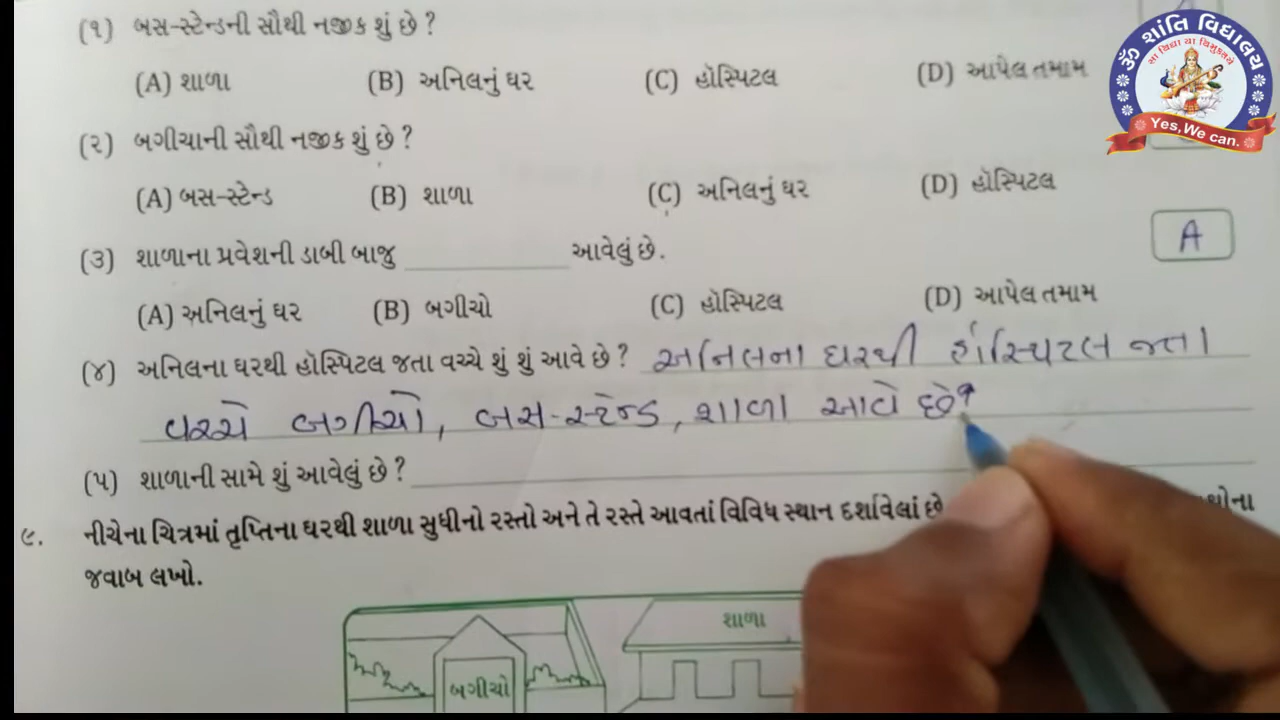 (૧) બસ-સ્ટેન્ડની સૌથી નજીક શું છે ?
(A) શાળા (B) અનિલનું ઘર (C) હૉસ્પિટલ (D) આપેલ તમામ
(૨) બગીચાની સૌથી નજીક શું છે ?
(A) બસ-સ્ટેન્ડ (B) શાળા (C) અનિલનું ઘર (D) હૉસ્પિટલ
(૩) શાળાના પ્રવેશની ડાબી બાજુ __________ આવેલું છે. A
(A) અનિલનું ઘર (B) બગીચો (C) હૉસ્પિટલ (D) આપેલ તમામ
(૪) અનિલના ઘરથી હૉસ્પિટલ જતા વચ્ચે શું શું આવે છે ? અનિલના ઘરથી હોસ્પિટલ જતા
વચ્ચે બગીચો, બસ-સ્ટેન્ડ, શાળા આવે છે
(૫) શાળાની સામે શું આવેલું છે ?
૯. નીચેના ચિત્રમાં તૃપ્તિના ઘરથી શાળા સુધીનો રસ્તો અને તે રસ્તે આવતાં વિવિધ સ્થાન દર્શાવેલાં છે
જવાબ લખો.
શાળા
બગીચો
ૐ શાંતિ વિદ્યાલય
સા વિદ્યા યા વિમુક્તયે
Yes, We can.